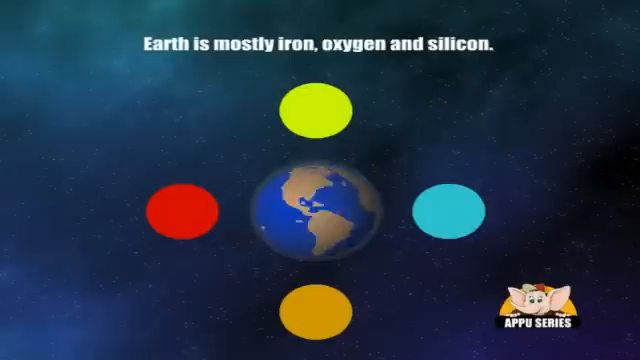 Earth is mostly iron, oxygen and silicon.
APPU SERIES